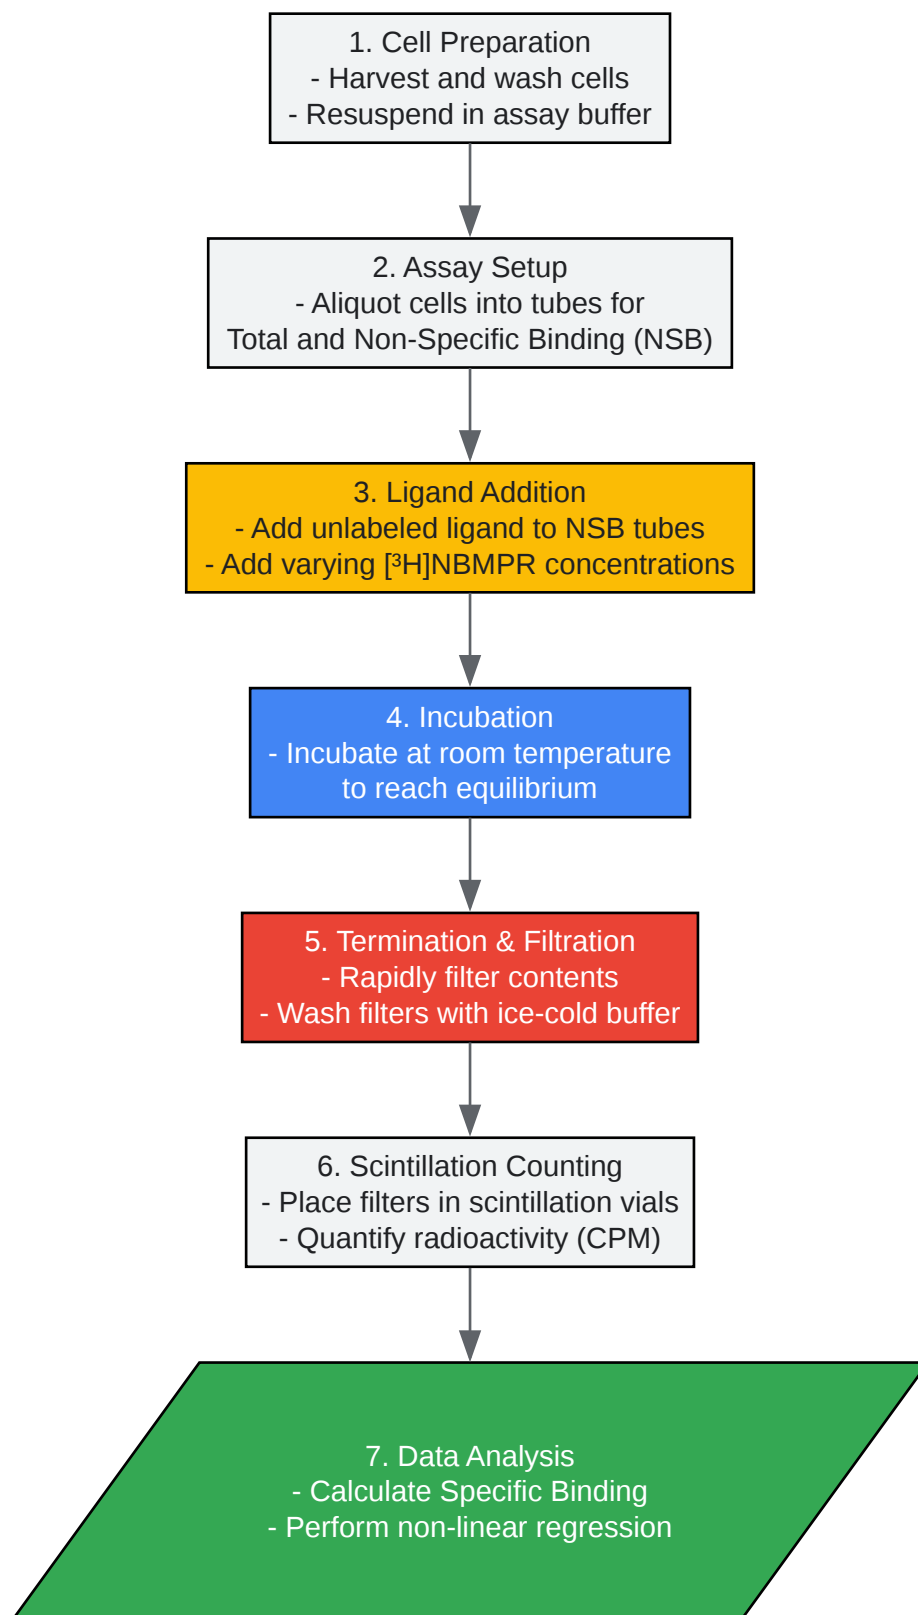 1. Cell Preparation
- Harvest and wash cells
- Resuspend in assay buffer
2. Assay Setup
- Aliquot cells into tubes for
Total and Non-Specific Binding (NSB)
3. Ligand Addition
- Add unlabeled ligand to NSB tubes
- Add varying [³H]NBMPR concentrations
4. Incubation
- Incubate at room temperature
to reach equilibrium
5. Termination & Filtration
- Rapidly filter contents
- Wash filters with ice-cold buffer
6. Scintillation Counting
- Place filters in scintillation vials
- Quantify radioactivity (CPM)
7. Data Analysis
- Calculate Specific Binding
- Perform non-linear regression